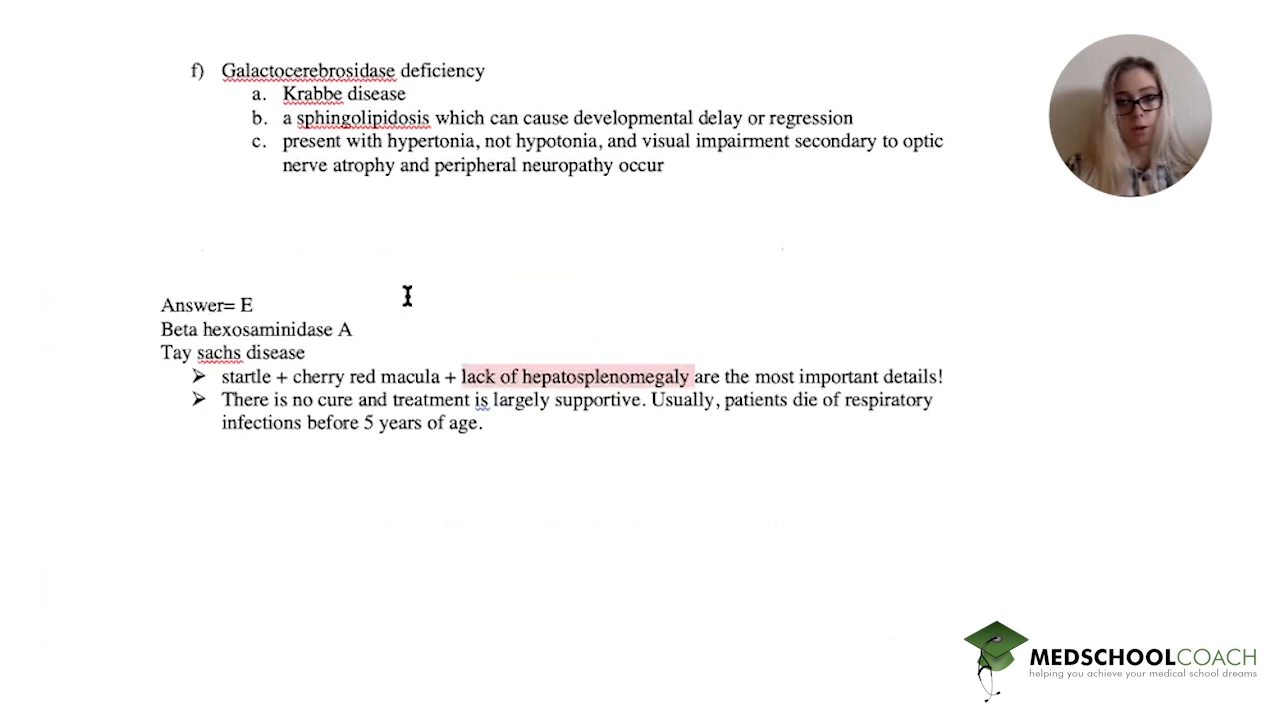 f) Galactocerebrosidase deficiency
a. Krabbe disease
b. a sphingolipidosis which can cause developmental delay or regression
c. present with hypertonia, not hypotonia, and visual impairment secondary to optic
nerve atrophy and peripheral neuropathy occur
Answer= E
Beta hexosaminidase A
Tay sachs disease
➢ startle + cherry red macula + lack of hepatosplenomegaly are the most important details!
➢ There is no cure and treatment is largely supportive. Usually, patients die of respiratory
infections before 5 years of age.
MEDSCHOOLCOACH
helping you achieve your medical school dreams